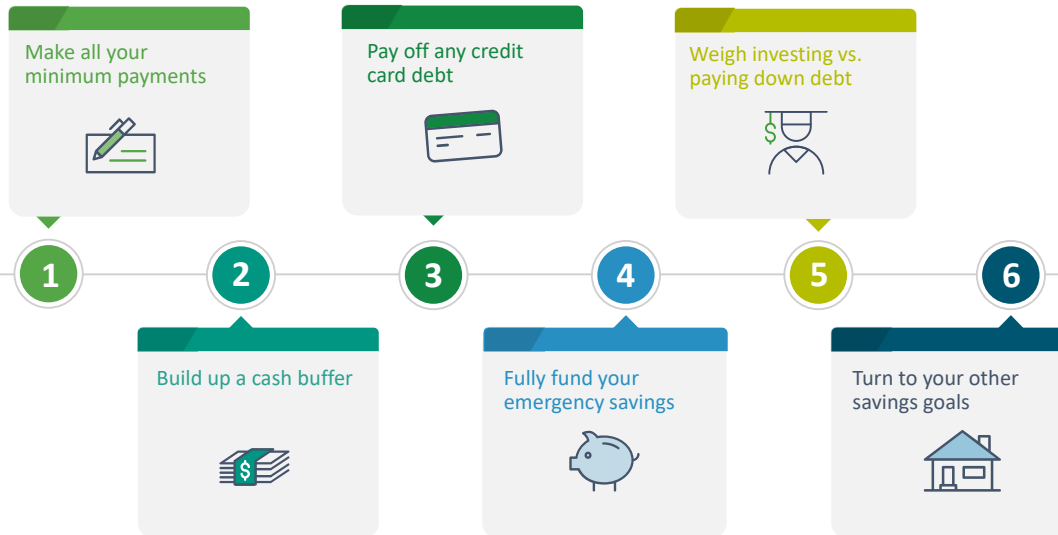 Make all your
minimum payments
Pay off any credit
card debt
Weigh investing vs.
paying down debt
$
1
2
3
4
5
6
Build up a cash buffer
$
Fully fund your
emergency savings
Turn to your other
savings goals